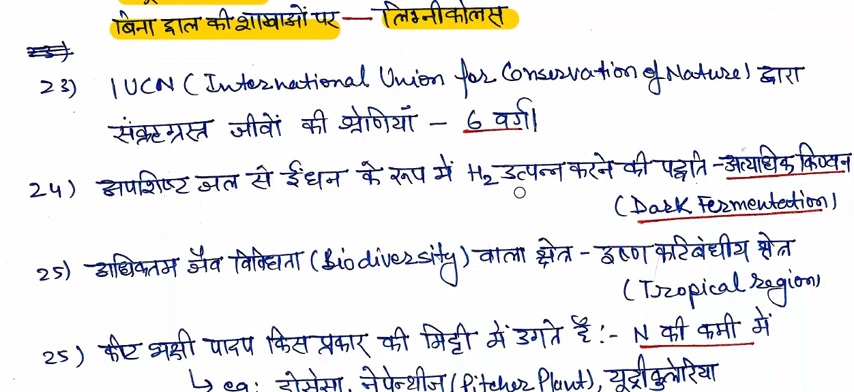 बिना छाल की शाखाओं पर — लिग्नीकोलस
23) IUCN (International Union for Conservation of Nature) द्वारा
संकटग्रस्त जीवों की श्रेणियाँ - 6 वर्ग।
24) अपशिष्ट जल से ईंधन के रूप में H₂ उत्पन्न करने की पद्धति - अत्याधिक किण्वन
(Dark Fermentation)
25) अधिकतम जैव विविधता (Biodiversity) वाला क्षेत्र - उष्ण कटिबंधीय क्षेत्र
(Tropical region)
25) कीट भक्षी पादप किस प्रकार की मिट्टी में उगते हैं :- N की कमी में
↳ eg: ड्रोसेरा, नेपेन्थीज (Pitcher Plant), यूट्रीकुलेरिया